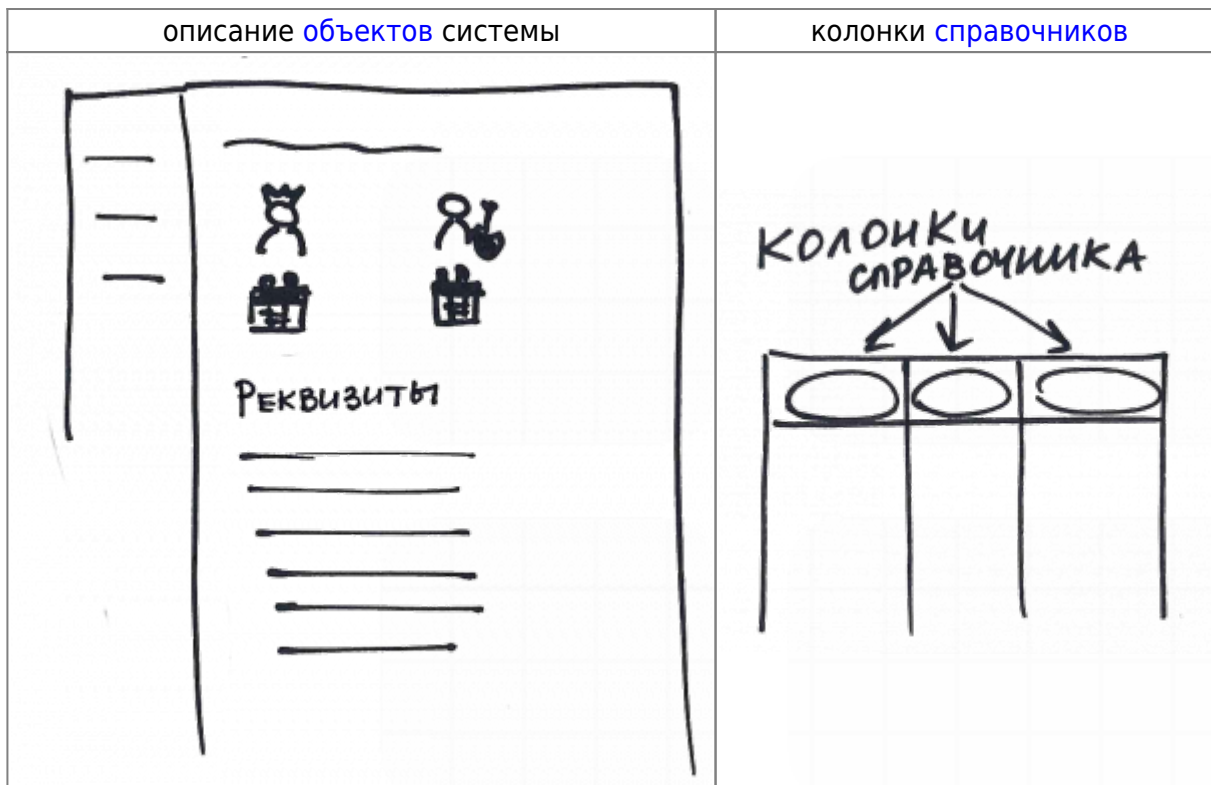 описание объектов системы
колонки справочников
Реквизиты
КОЛОНКИ
СПРАВОЧНИКА